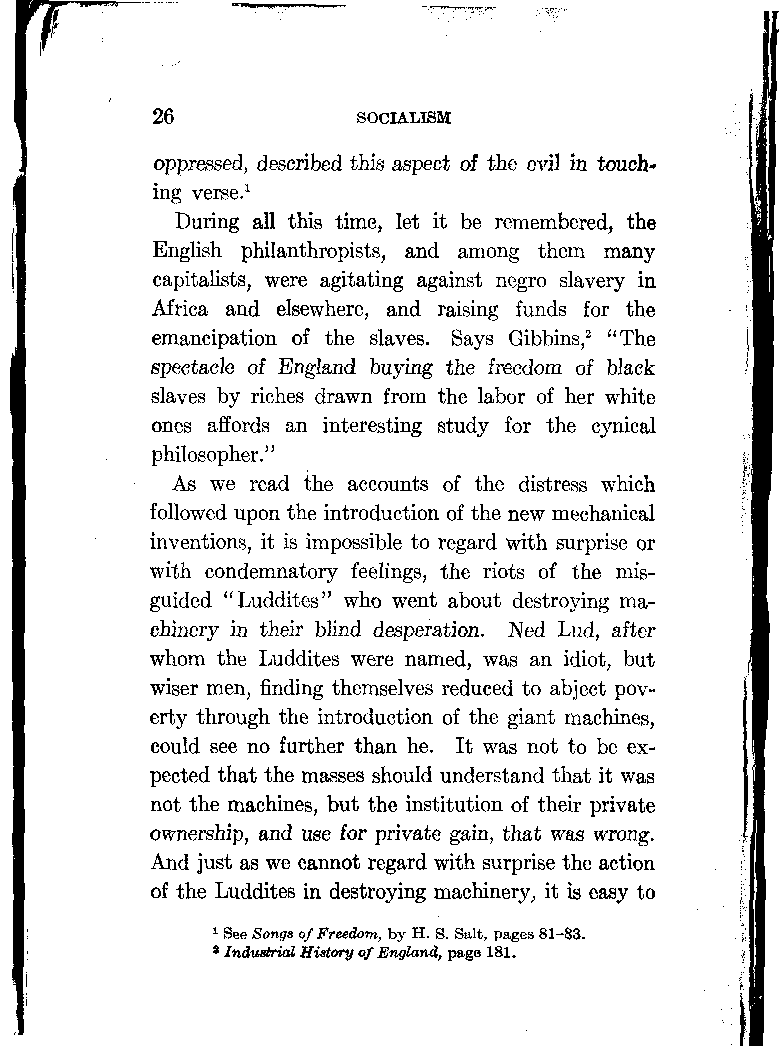 26 SOCIALISM
oppressed, described this aspect of the evil in touch-
ing verse.¹
During all this time, let it be remembered, the
English philanthropists, and among them many
capitalists, were agitating against negro slavery in
Africa and elsewhere, and raising funds for the
emancipation of the slaves. Says Gibbins,² "The
spectacle of England buying the freedom of black
slaves by riches drawn from the labor of her white
ones affords an interesting study for the cynical
philosopher."
As we read the accounts of the distress which
followed upon the introduction of the new mechanical
inventions, it is impossible to regard with surprise or
with condemnatory feelings, the riots of the mis-
guided "Luddites" who went about destroying ma-
chinery in their blind desperation. Ned Lud, after
whom the Luddites were named, was an idiot, but
wiser men, finding themselves reduced to abject pov-
erty through the introduction of the giant machines,
could see no further than he. It was not to be ex-
pected that the masses should understand that it was
not the machines, but the institution of their private
ownership, and use for private gain, that was wrong.
And just as we cannot regard with surprise the action
of the Luddites in destroying machinery, it is easy to
¹ See Songs of Freedom, by H. S. Salt, pages 81–83.
² Industrial History of England, page 181.